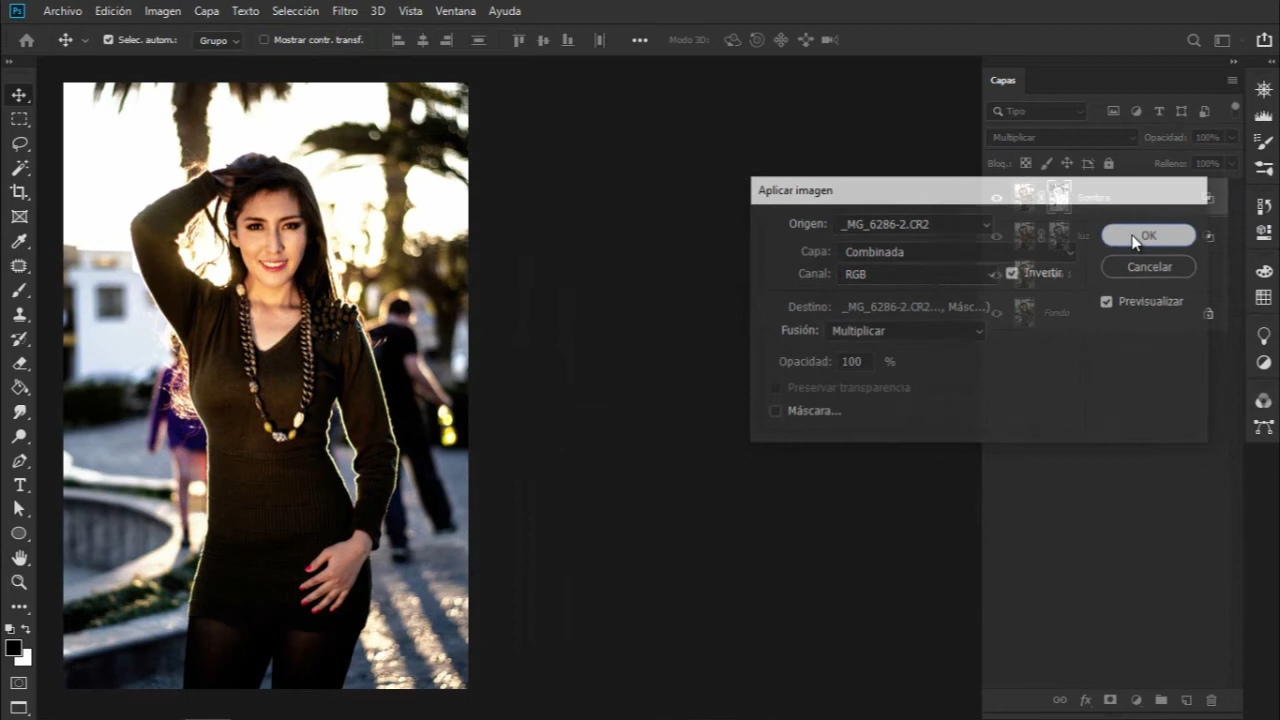 Ps Archivo Edición Imagen Capa Texto Selección Filtro 3D Vista Ventana Ayuda
Selec. autom.: Grupo Mostrar contr. transf. Modo 3D:
Capas
Tipo
Multiplicar Opacidad: 100%
Bloq.: Relleno: 100%
Aplicar imagen
Sombra
Origen: _MG_6286-2.CR2
OK
luz
Capa: Combinada
Canal: RGB
Invertir
Cancelar
Destino: _MG_6286-2.CR2..., Másc...)
Previsualizar
Fondo
Fusión: Multiplicar
Opacidad: 100 %
Preservar transparencia
Máscara...